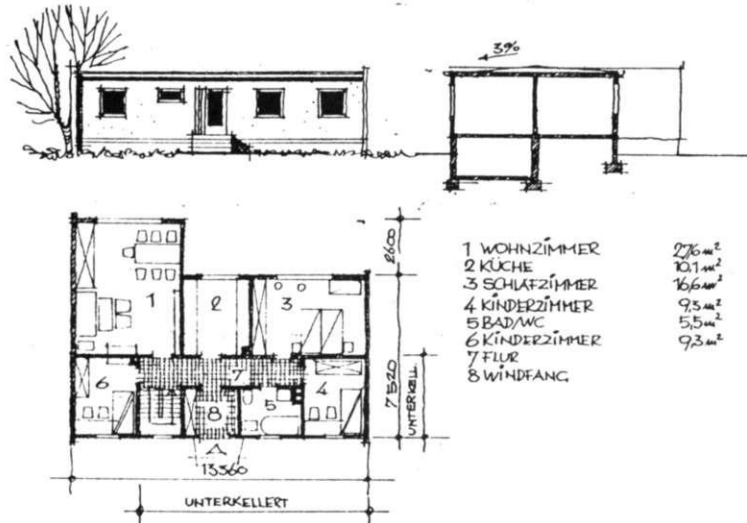 3%
1 WOHNZIMMER 27,6 m²
2 KÜCHE 10,1 m²
3 SCHLAFZIMMER 16,6 m²
4 KINDERZIMMER 9,3 m²
5 BAD/WC 5,5 m²
6 KINDERZIMMER 9,3 m²
7 FLUR
8 WINDFANG
2600
7320
UNTERKELL.
1
2
3
6
7
5
4
8
13360
UNTERKELLERT